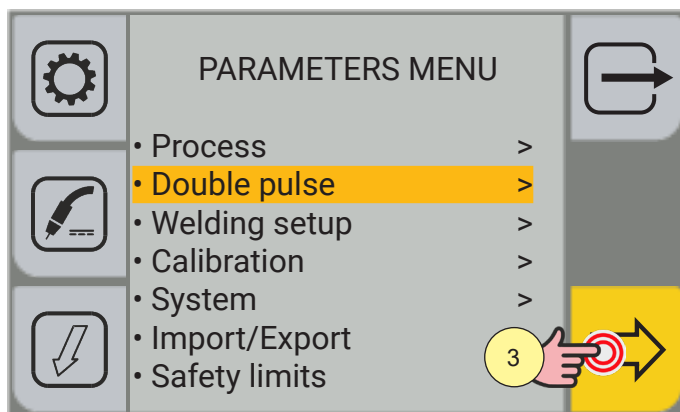 PARAMETERS MENU
• Process >
• Double pulse >
• Welding setup >
• Calibration >
• System >
• Import/Export
• Safety limits
3